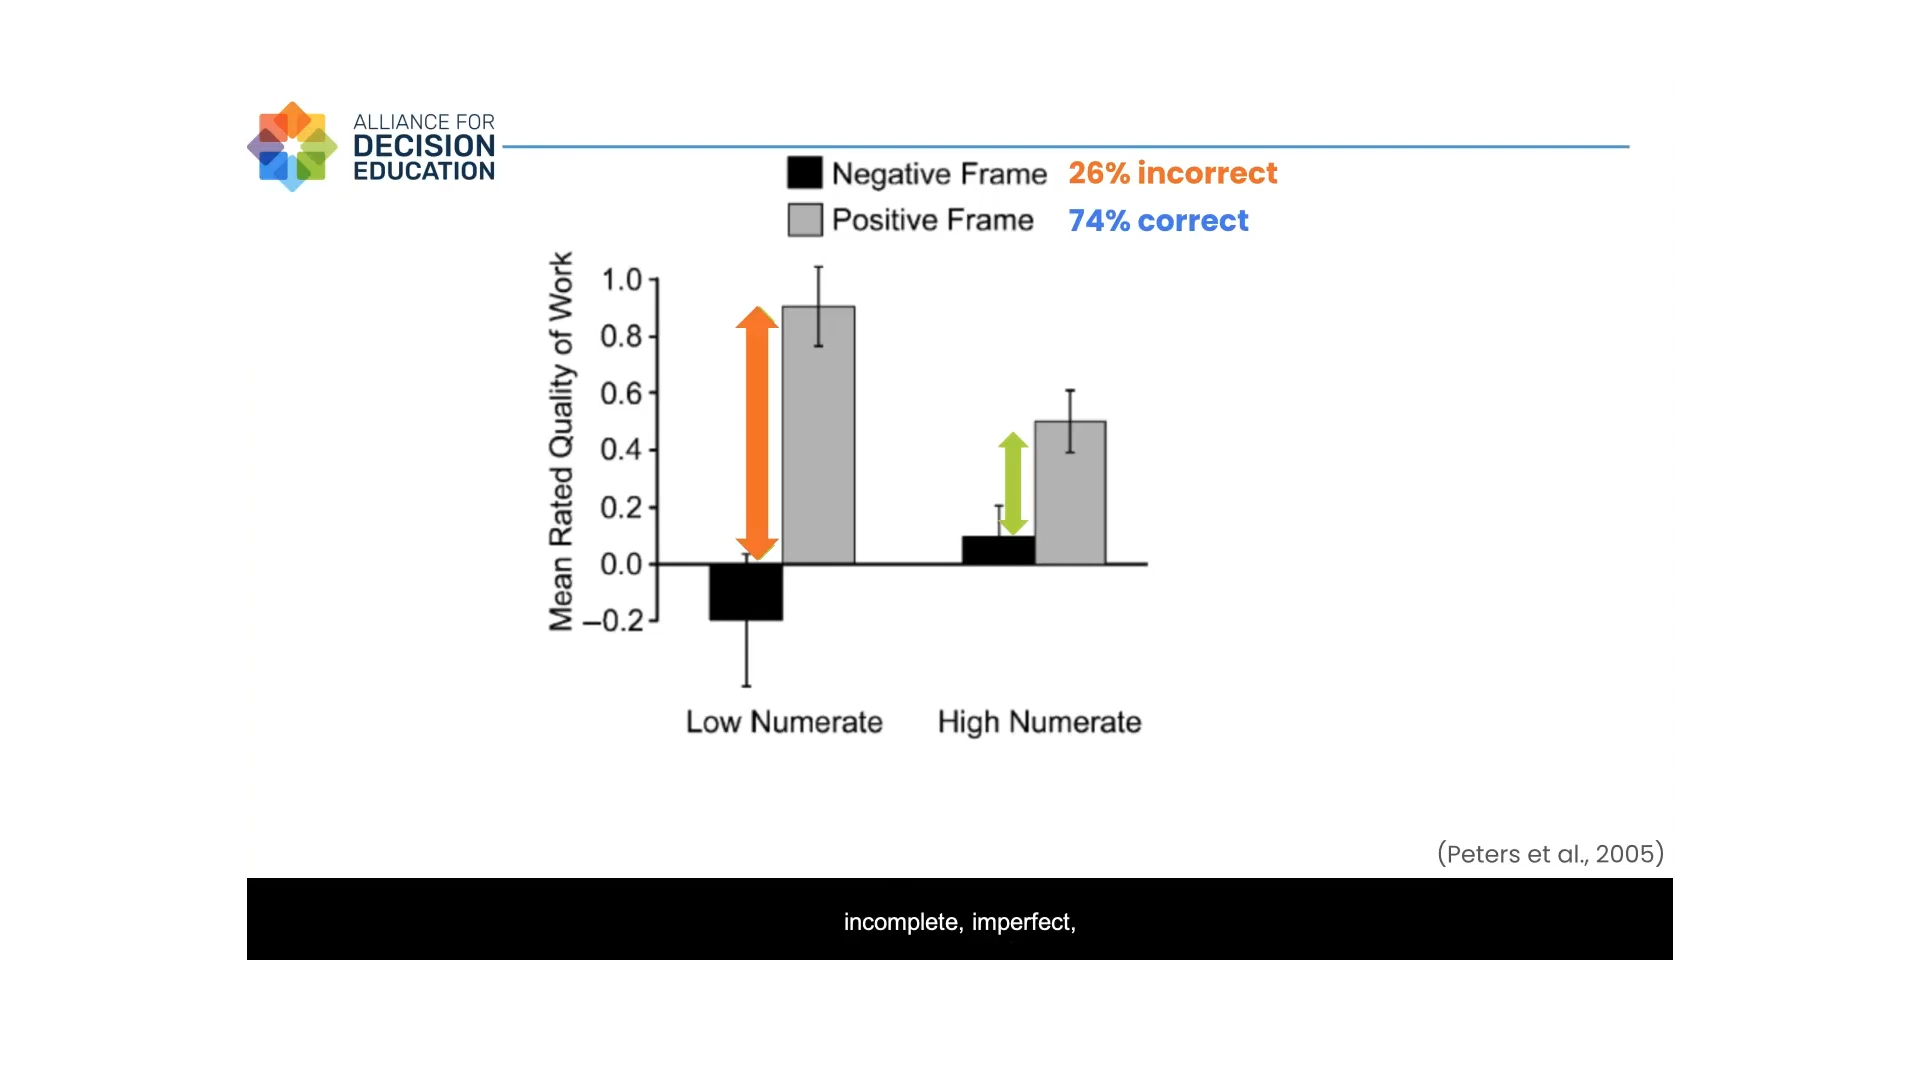 ALLIANCE FOR
DECISION
EDUCATION
Negative Frame 26% incorrect
Positive Frame 74% correct
Mean Rated Quality of Work
1.0
0.8
0.6
0.4
0.2
0.0
–0.2
Low Numerate High Numerate
(Peters et al., 2005)
incomplete, imperfect,